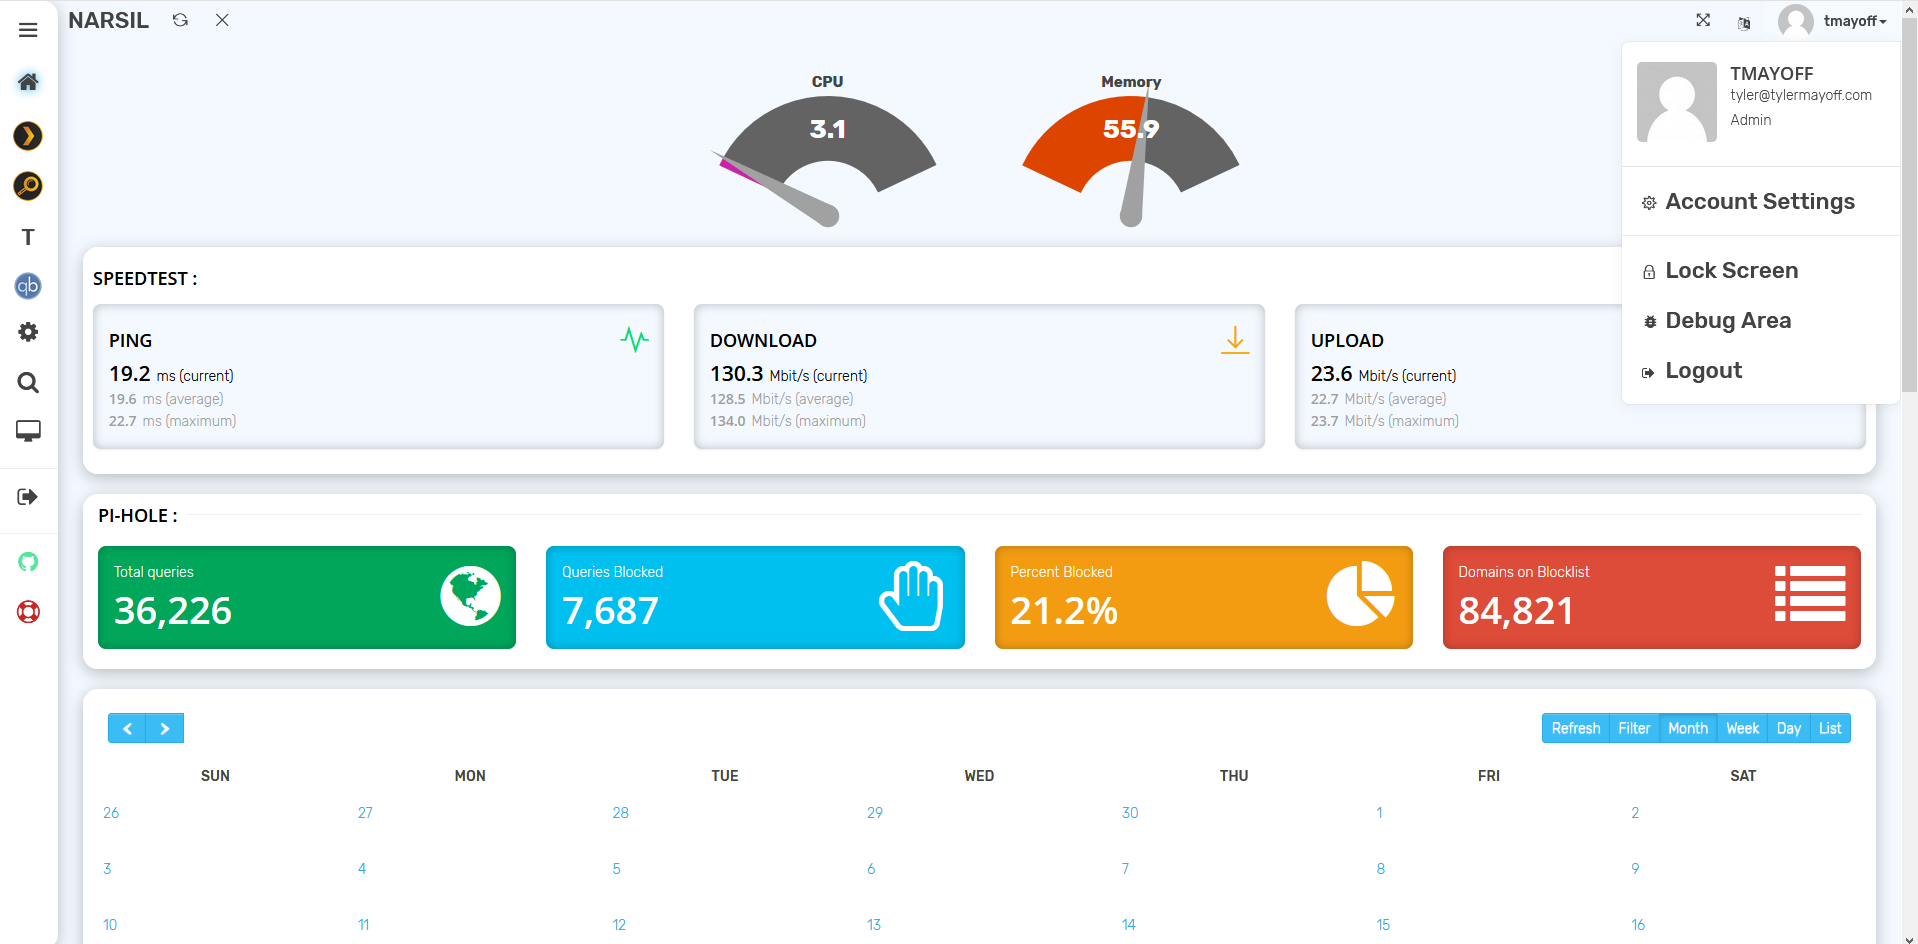 NARSIL
tmayoff
TMAYOFF
tyler@tylermayoff.com
Admin
Account Settings
Lock Screen
Debug Area
Logout
CPU
3.1
Memory
55.9
T
qb
SPEEDTEST :
PING
19.2 ms (current)
19.6 ms (average)
22.7 ms (maximum)
DOWNLOAD
130.3 Mbit/s (current)
128.5 Mbit/s (average)
134.0 Mbit/s (maximum)
UPLOAD
23.6 Mbit/s (current)
22.7 Mbit/s (average)
23.7 Mbit/s (maximum)
PI-HOLE :
Total queries
36,226
Queries Blocked
7,687
Percent Blocked
21.2%
Domains on Blocklist
84,821
Refresh Filter Month Week Day List
SUN MON TUE WED THU FRI SAT
26 27 28 29 30 1 2
3 4 5 6 7 8 9
10 11 12 13 14 15 16